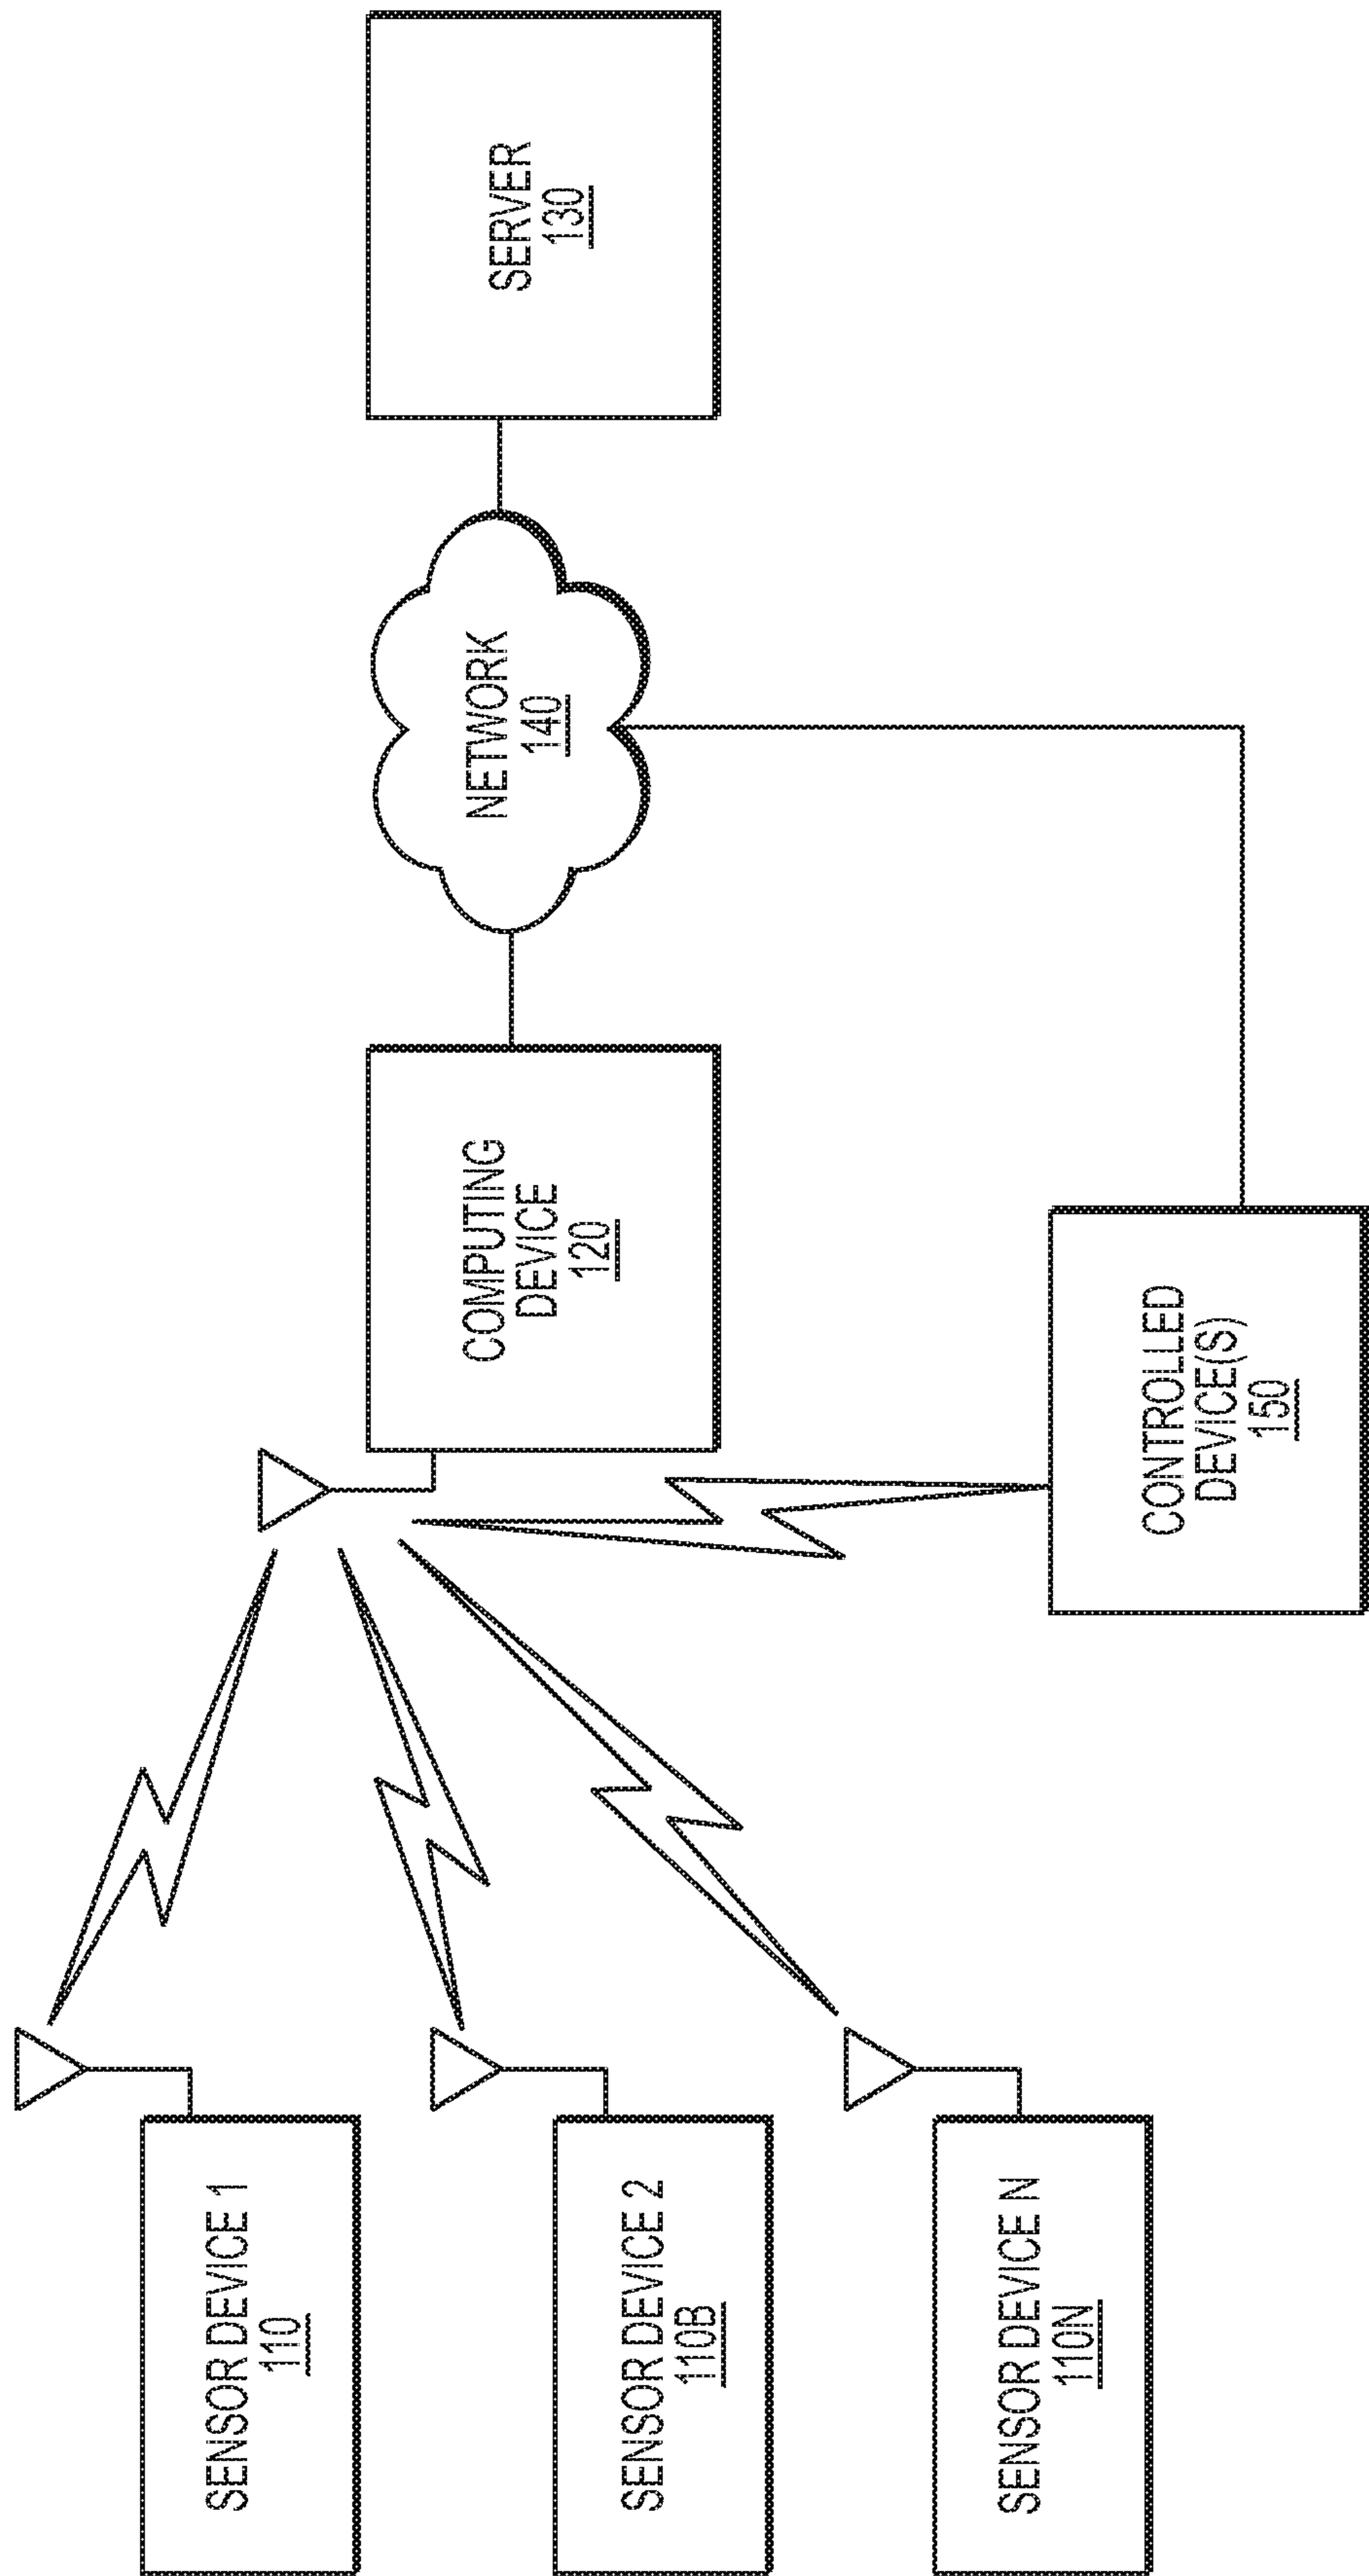 SENSOR DEVICE 1
110
SENSOR DEVICE 2
110B
SENSOR DEVICE N
110N
COMPUTING
DEVICE
120
CONTROLLED
DEVICE(S)
150
NETWORK
140
SERVER
130